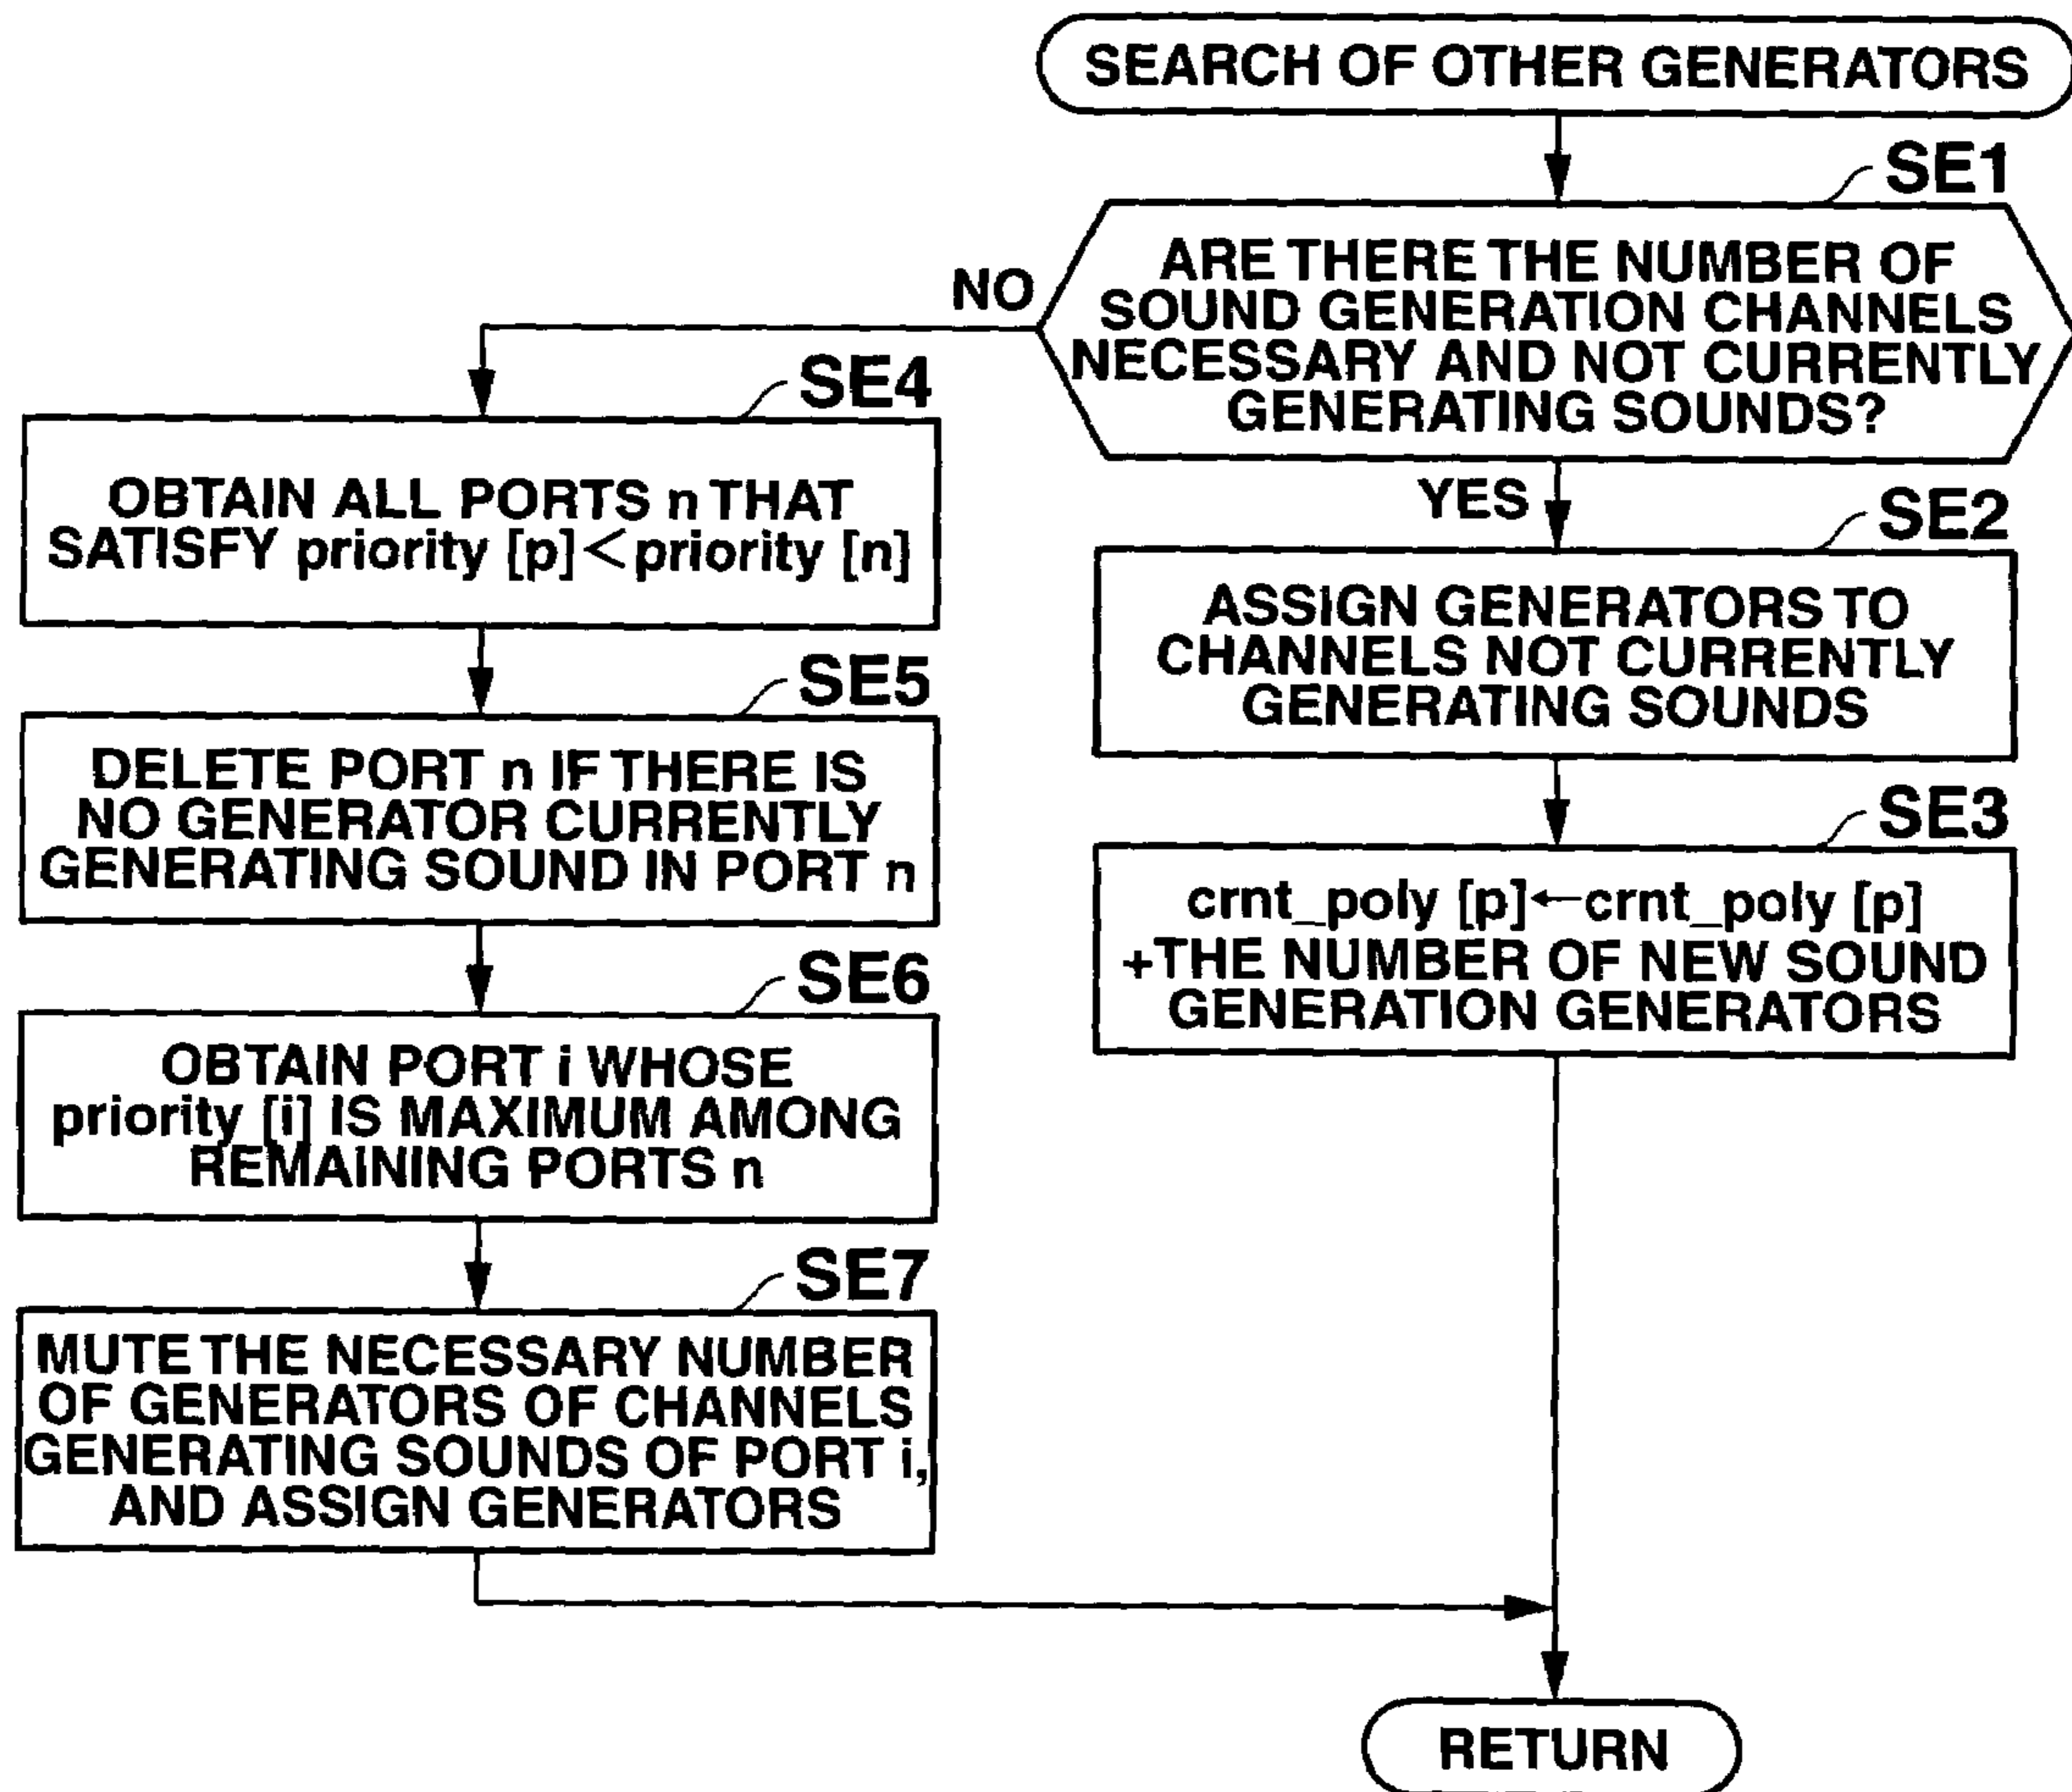 SEARCH OF OTHER GENERATORS
SE1
ARE THERE THE NUMBER OF
SOUND GENERATION CHANNELS
NECESSARY AND NOT CURRENTLY
GENERATING SOUNDS?
NO
YES
SE2
ASSIGN GENERATORS TO
CHANNELS NOT CURRENTLY
GENERATING SOUNDS
SE3
crnt_poly [p]←crnt_poly [p]
+THE NUMBER OF NEW SOUND
GENERATION GENERATORS
SE4
OBTAIN ALL PORTS n THAT
SATISFY priority [p]<priority [n]
SE5
DELETE PORT n IF THERE IS
NO GENERATOR CURRENTLY
GENERATING SOUND IN PORT n
SE6
OBTAIN PORT i WHOSE
priority [i] IS MAXIMUM AMONG
REMAINING PORTS n
SE7
MUTE THE NECESSARY NUMBER
OF GENERATORS OF CHANNELS
GENERATING SOUNDS OF PORT i,
AND ASSIGN GENERATORS
RETURN